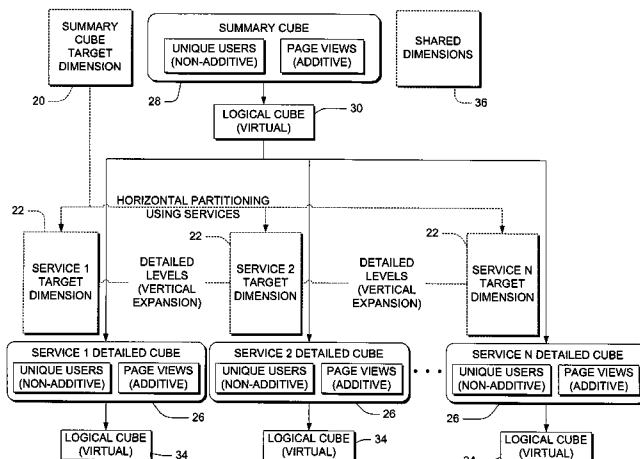 SUMMARY
CUBE
TARGET
DIMENSION
20
SUMMARY CUBE
UNIQUE USERS
(NON-ADDITIVE)
PAGE VIEWS
(ADDITIVE)
28
SHARED
DIMENSIONS
36
LOGICAL CUBE
(VIRTUAL)
30
HORIZONTAL PARTITIONING
USING SERVICES
22
SERVICE 1
TARGET
DIMENSION
DETAILED
LEVELS
(VERTICAL
EXPANSION)
22
SERVICE 2
TARGET
DIMENSION
DETAILED
LEVELS
(VERTICAL
EXPANSION)
22
SERVICE N
TARGET
DIMENSION
SERVICE 1 DETAILED CUBE
UNIQUE USERS
(NON-ADDITIVE)
PAGE VIEWS
(ADDITIVE)
26
SERVICE 2 DETAILED CUBE
UNIQUE USERS
(NON-ADDITIVE)
PAGE VIEWS
(ADDITIVE)
26
SERVICE N DETAILED CUBE
UNIQUE USERS
(NON-ADDITIVE)
PAGE VIEWS
(ADDITIVE)
26
LOGICAL CUBE
(VIRTUAL)
34
LOGICAL CUBE
(VIRTUAL)
34
LOGICAL CUBE
(VIRTUAL)